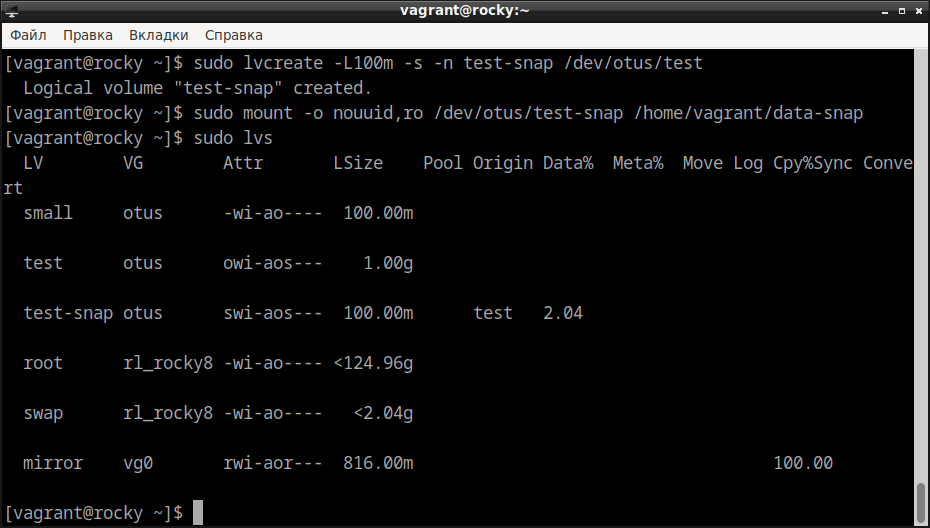 vagrant@rocky:~
Файл Правка Вкладки Справка
[vagrant@rocky ~]$ sudo lvcreate -L100m -s -n test-snap /dev/otus/test
  Logical volume "test-snap" created.
[vagrant@rocky ~]$ sudo mount -o nouuid,ro /dev/otus/test-snap /home/vagrant/data-snap
[vagrant@rocky ~]$ sudo lvs
  LV        VG        Attr       LSize    Pool Origin Data%  Meta%  Move Log Cpy%Sync Conve
rt
  small     otus      -wi-ao----  100.00m
  test      otus      owi-aos---    1.00g
  test-snap otus      swi-aos---  100.00m      test   2.04
  root      rl_rocky8 -wi-ao---- <124.96g
  swap      rl_rocky8 -wi-ao----   <2.04g
  mirror    vg0       rwi-aor---  816.00m                                    100.00
[vagrant@rocky ~]$